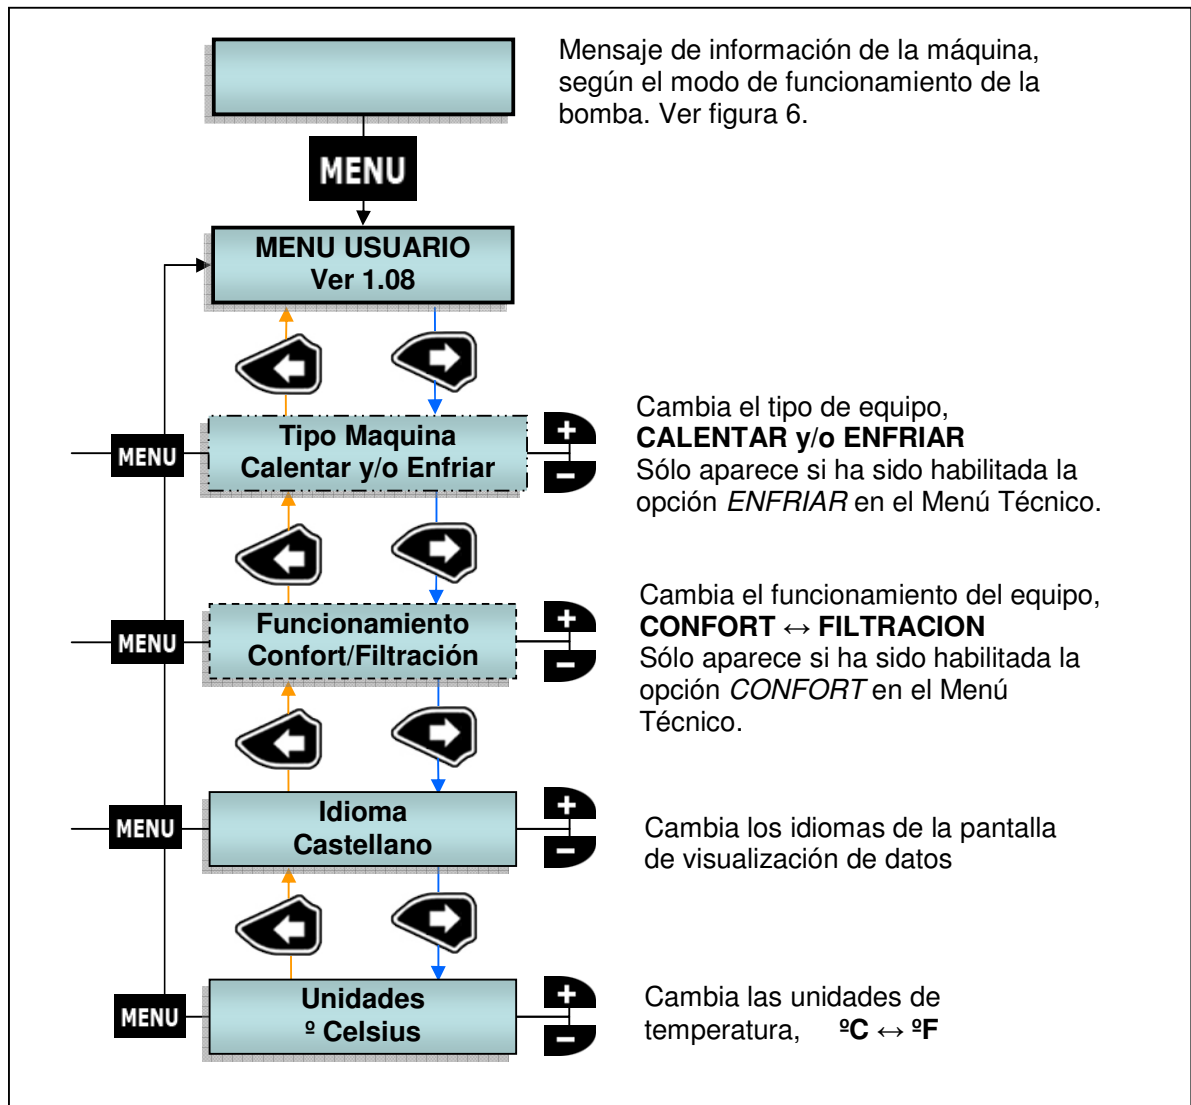 Mensaje de información de la máquina,
según el modo de funcionamiento de la
bomba. Ver figura 6.
MENU
MENU USUARIO
Ver 1.08
Tipo Maquina
Calentar y/o Enfriar
MENU
+
−
Cambia el tipo de equipo,
CALENTAR y/o ENFRIAR
Sólo aparece si ha sido habilitada la
opción ENFRIAR en el Menú Técnico.
Funcionamiento
Confort/Filtración
MENU
+
−
Cambia el funcionamiento del equipo,
CONFORT ↔ FILTRACION
Sólo aparece si ha sido habilitada la
opción CONFORT en el Menú
Técnico.
Idioma
Castellano
MENU
+
−
Cambia los idiomas de la pantalla
de visualización de datos
Unidades
º Celsius
MENU
+
−
Cambia las unidades de
temperatura, ºC ↔ ºF